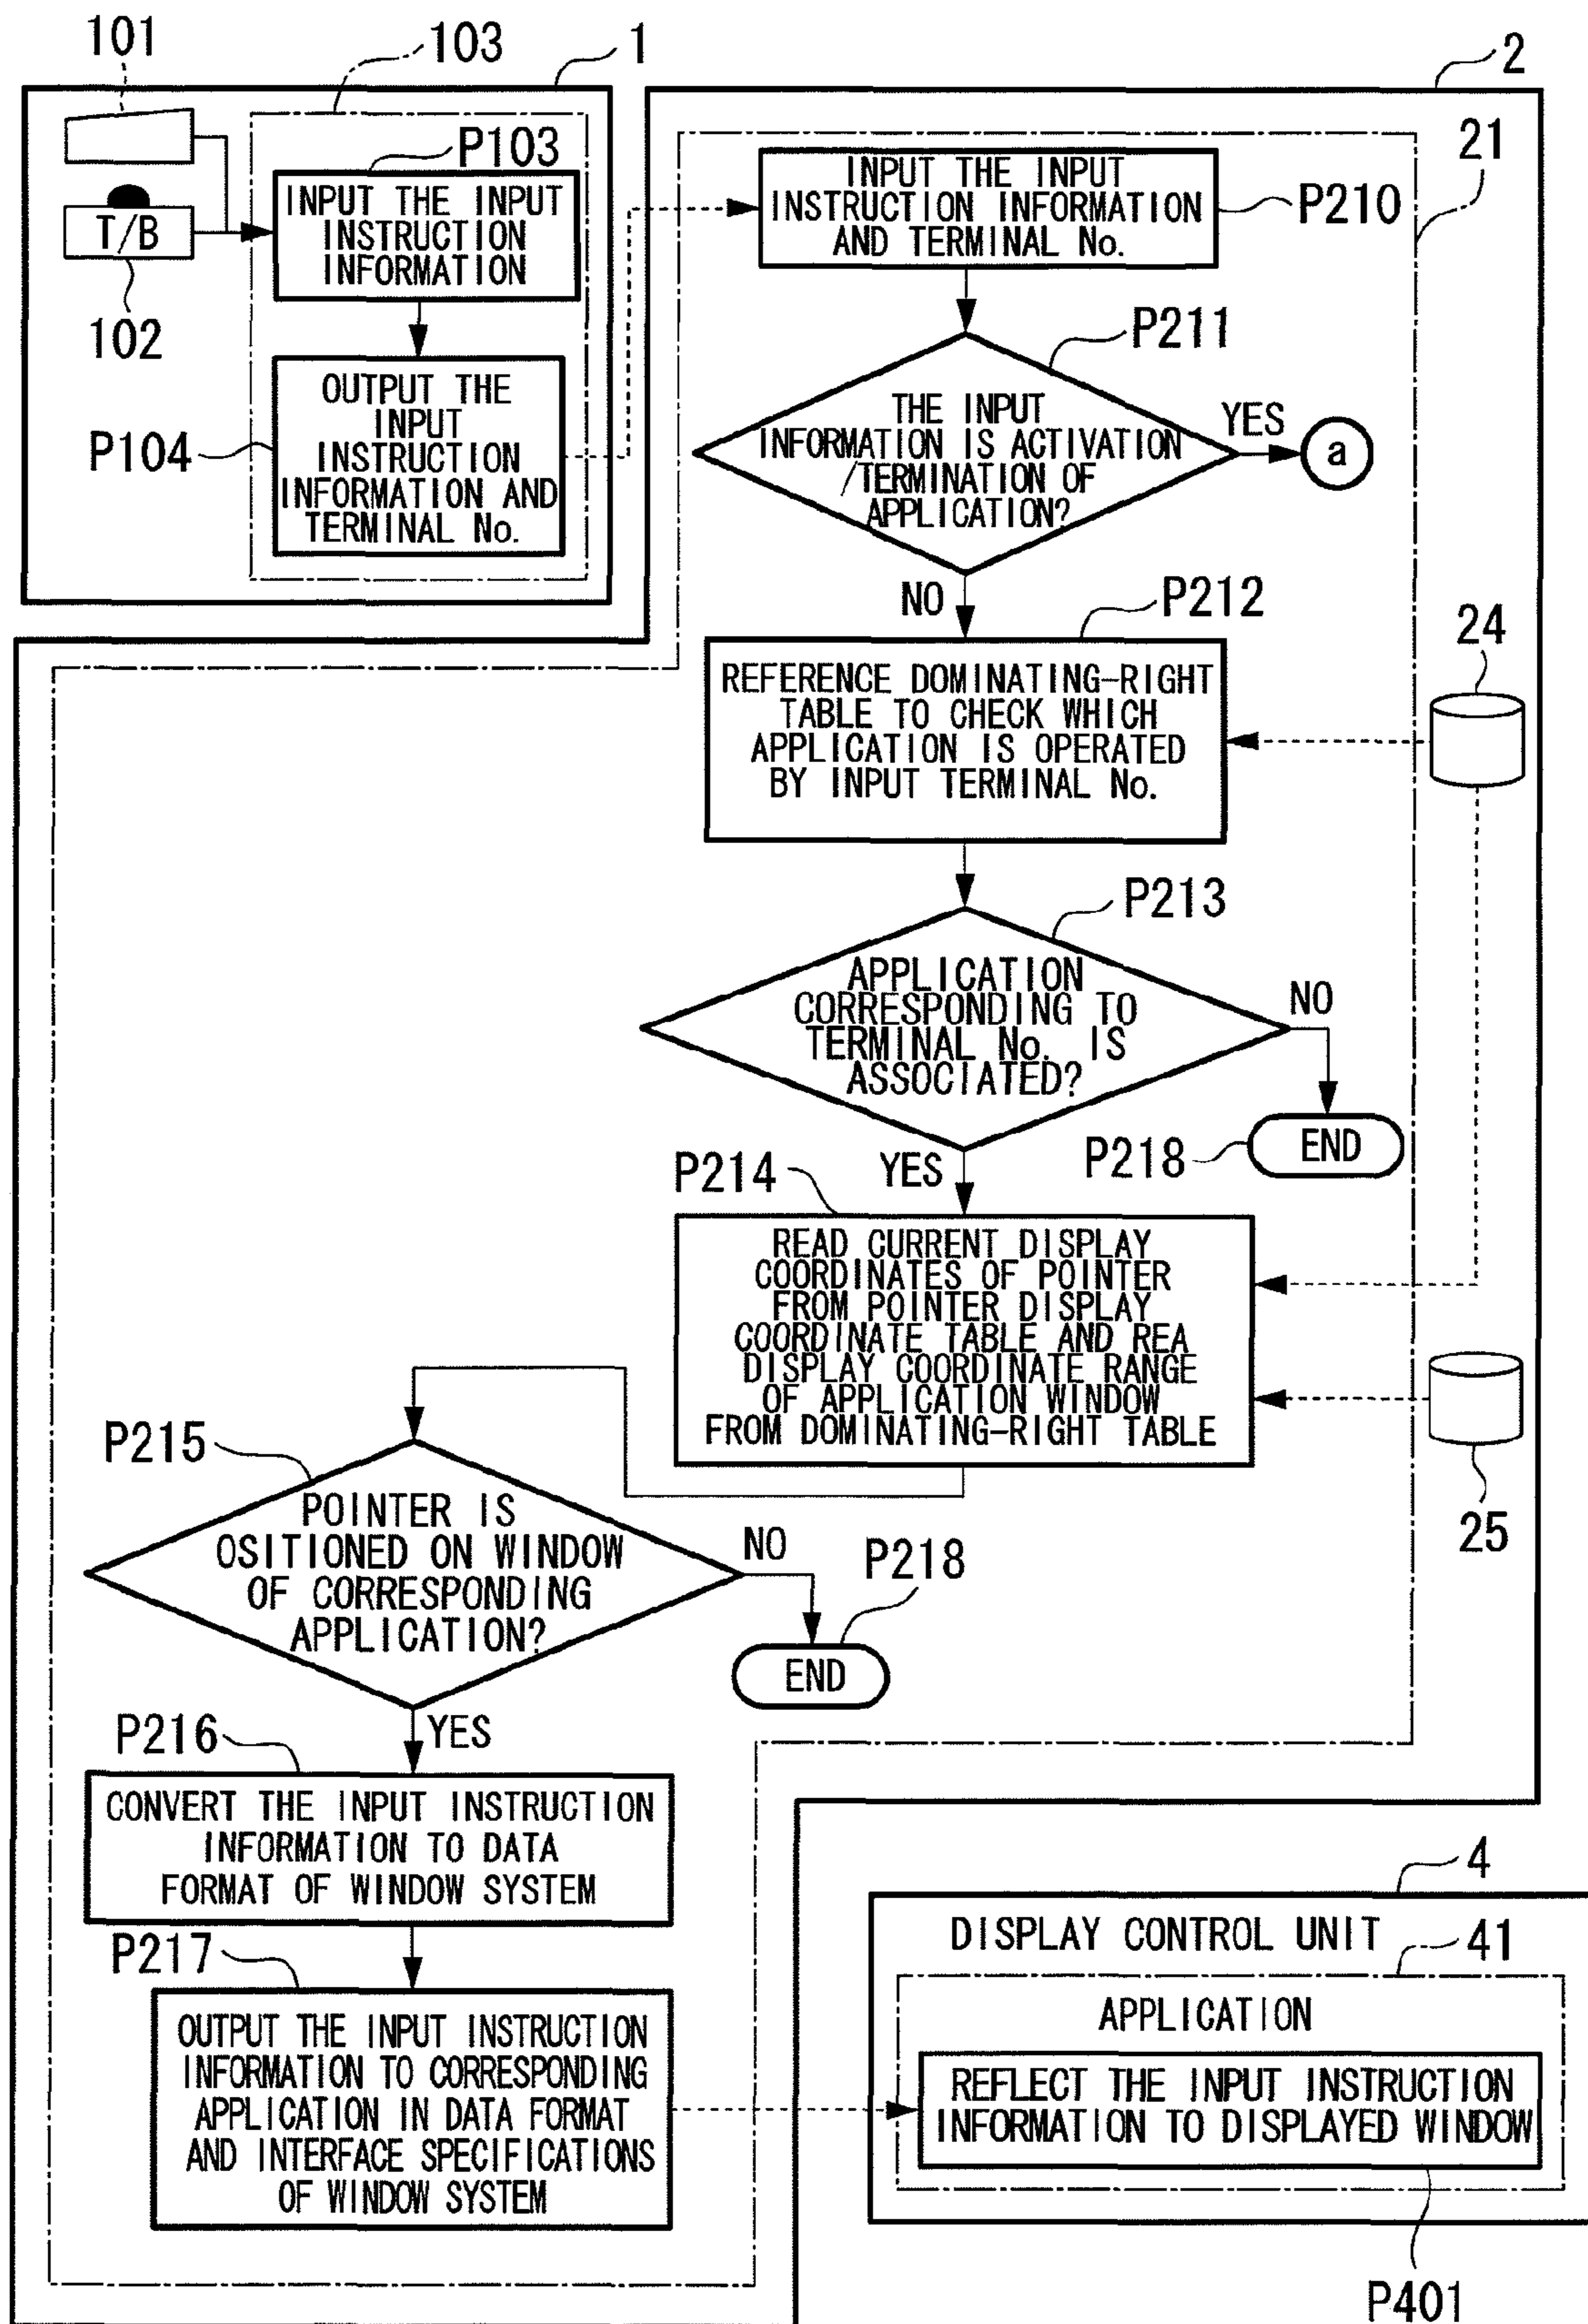 101
103
1
2
P103
INPUT THE INPUT
INSTRUCTION
INFORMATION
T/B
102
OUTPUT THE
INPUT
INSTRUCTION
INFORMATION AND
TERMINAL No.
P104
21
INPUT THE INPUT
INSTRUCTION INFORMATION
AND TERMINAL No.
P210
P211
THE INPUT
INFORMATION IS ACTIVATION
/TERMINATION OF
APPLICATION?
YES
a
NO
P212
24
REFERENCE DOMINATING-RIGHT
TABLE TO CHECK WHICH
APPLICATION IS OPERATED
BY INPUT TERMINAL No.
P213
APPLICATION
CORRESPONDING TO
TERMINAL No. IS
ASSOCIATED?
NO
P218
END
YES
P214
READ CURRENT DISPLAY
COORDINATES OF POINTER
FROM POINTER DISPLAY
COORDINATE TABLE AND REA
DISPLAY COORDINATE RANGE
OF APPLICATION WINDOW
FROM DOMINATING-RIGHT TABLE
25
P215
POINTER IS
OSITIONED ON WINDOW
OF CORRESPONDING
APPLICATION?
NO
P218
END
YES
P216
CONVERT THE INPUT INSTRUCTION
INFORMATION TO DATA
FORMAT OF WINDOW SYSTEM
P217
OUTPUT THE INPUT INSTRUCTION
INFORMATION TO CORRESPONDING
APPLICATION IN DATA FORMAT
AND INTERFACE SPECIFICATIONS
OF WINDOW SYSTEM
4
DISPLAY CONTROL UNIT
41
APPLICATION
REFLECT THE INPUT INSTRUCTION
INFORMATION TO DISPLAYED WINDOW
P401